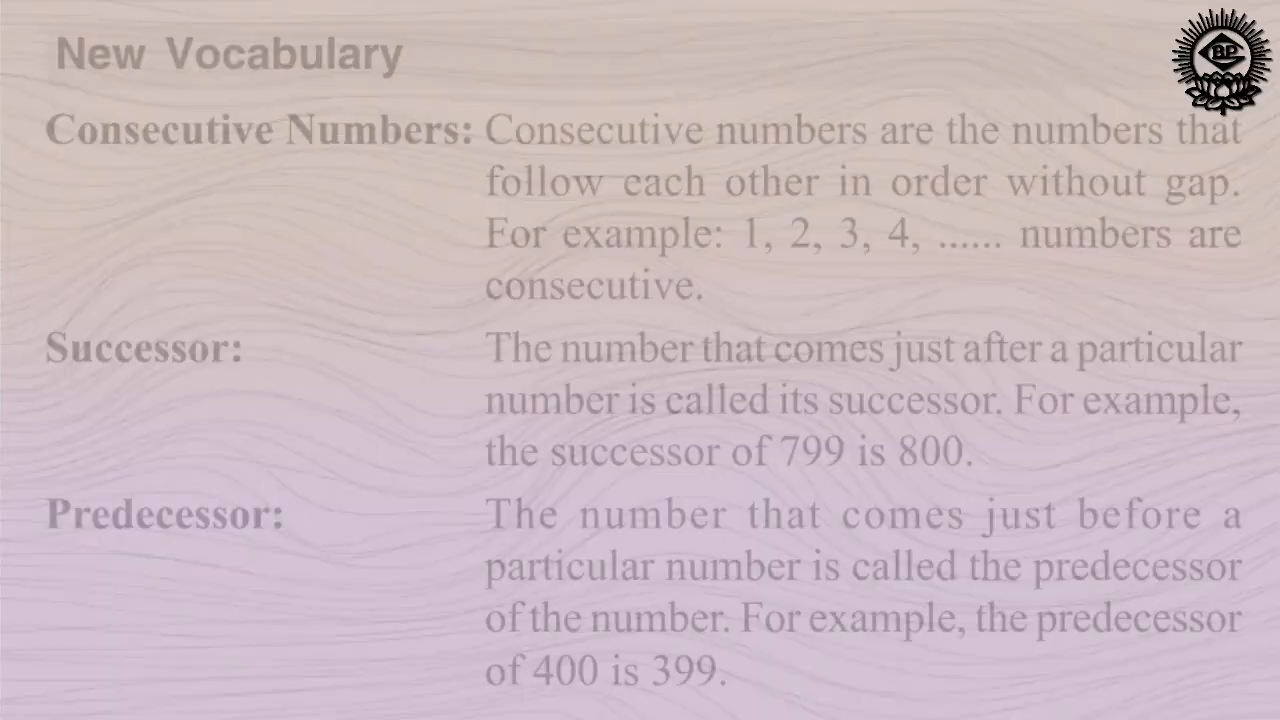 New Vocabulary
BP
Consecutive Numbers: Consecutive numbers are the numbers that
follow each other in order without gap.
For example: 1, 2, 3, 4, ...... numbers are
consecutive.
Successor: The number that comes just after a particular
number is called its successor. For example,
the successor of 799 is 800.
Predecessor: The number that comes just before a
particular number is called the predecessor
of the number. For example, the predecessor
of 400 is 399.